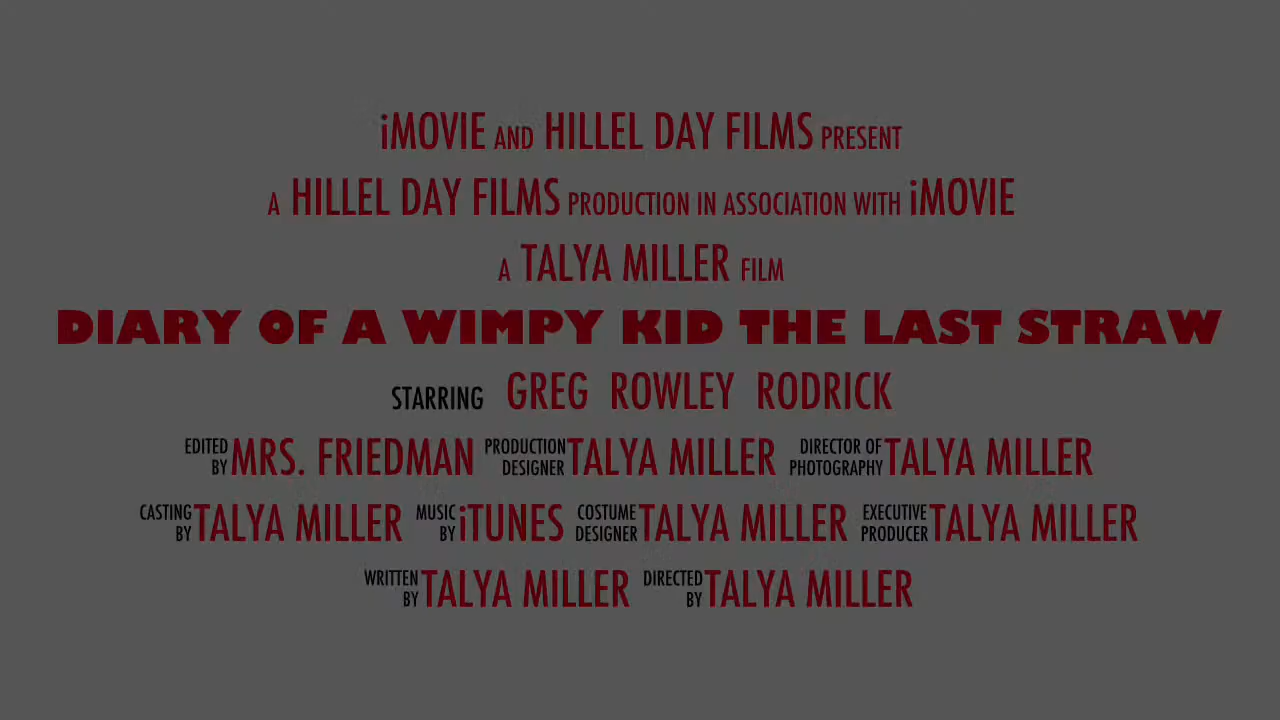 iMOVIE AND HILLEL DAY FILMS PRESENT
A HILLEL DAY FILMS PRODUCTION IN ASSOCIATION WITH iMOVIE
A TALYA MILLER FILM
DIARY OF A WIMPY KID THE LAST STRAW
STARRING GREG ROWLEY RODRICK
EDITED BY MRS. FRIEDMAN PRODUCTION DESIGNER TALYA MILLER DIRECTOR OF PHOTOGRAPHY TALYA MILLER
CASTING BY TALYA MILLER MUSIC BY iTUNES COSTUME DESIGNER TALYA MILLER EXECUTIVE PRODUCER TALYA MILLER
WRITTEN BY TALYA MILLER DIRECTED BY TALYA MILLER